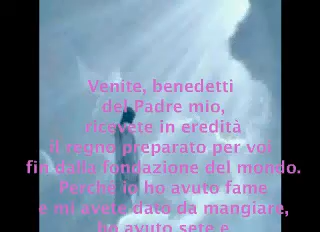 Venite, benedetti
del Padre mio,
ricevete in eredità
il regno preparato per voi
fin dalla fondazione del mondo.
Perché io ho avuto fame
e mi avete dato da mangiare,
ho avuto sete e